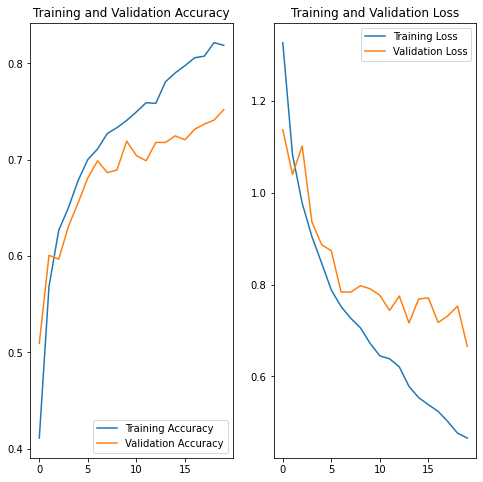 Training and Validation Accuracy
0.8
0.7
0.6
0.5
0.4
0
5
10
15
Training Accuracy
Validation Accuracy
Training and Validation Loss
1.2
1.0
0.8
0.6
0
5
10
15
Training Loss
Validation Loss